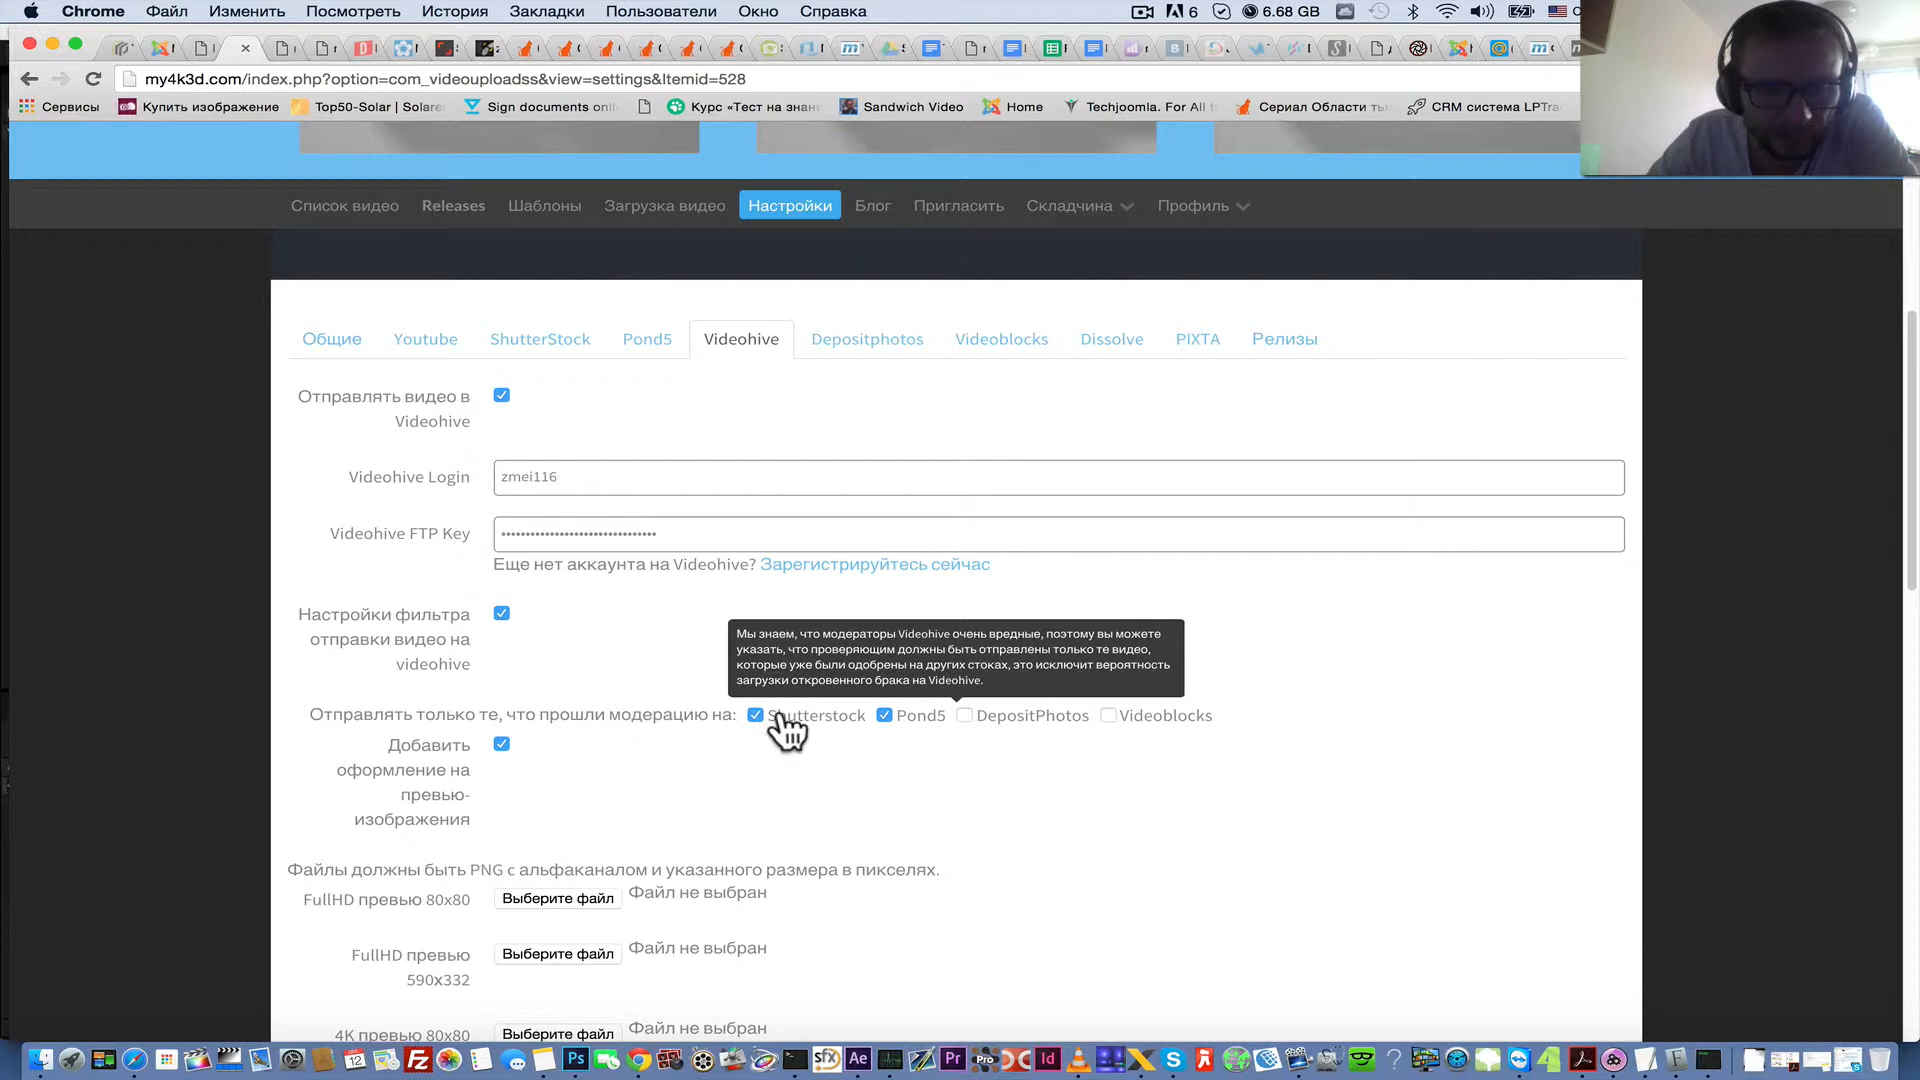 Chrome Файл Изменить Посмотреть История Закладки Пользователи Окно Справка 6 6.68 GB
my4k3d.com/index.php?option=com_videouploadss&view=settings&Itemid=528
Сервисы Купить изображение Top50-Solar | Solare Sign documents onli Курс «Тест на знани Sandwich Video Home Techjoomla. For All t Сериал Области тьм CRM система LPTra
Список видео Releases Шаблоны Загрузка видео Настройки Блог Пригласить Складчина Профиль
Общие Youtube ShutterStock Pond5 Videohive Depositphotos Videoblocks Dissolve PIXTA Релизы
Отправлять видео в
Videohive
Videohive Login zmei116
Videohive FTP Key ••••••••••••••••••••••••••••••••
Еще нет аккаунта на Videohive? Зарегистрируйтесь сейчас
Настройки фильтра
отправки видео на
videohive
Мы знаем, что модераторы Videohive очень вредные, поэтому вы можете
указать, что проверяющим должны быть отправлены только те видео,
которые уже были одобрены на других стоках, это исключит вероятность
загрузки откровенного брака на Videohive.
Отправлять только те, что прошли модерацию на: Shutterstock Pond5 DepositPhotos Videoblocks
Добавить
оформление на
превью-
изображения
Файлы должны быть PNG с альфаканалом и указанного размера в пикселях.
FullHD превью 80x80 Выберите файл Файл не выбран
FullHD превью
590x332 Выберите файл Файл не выбран
4K превью 80x80 Выберите файл Файл не выбран